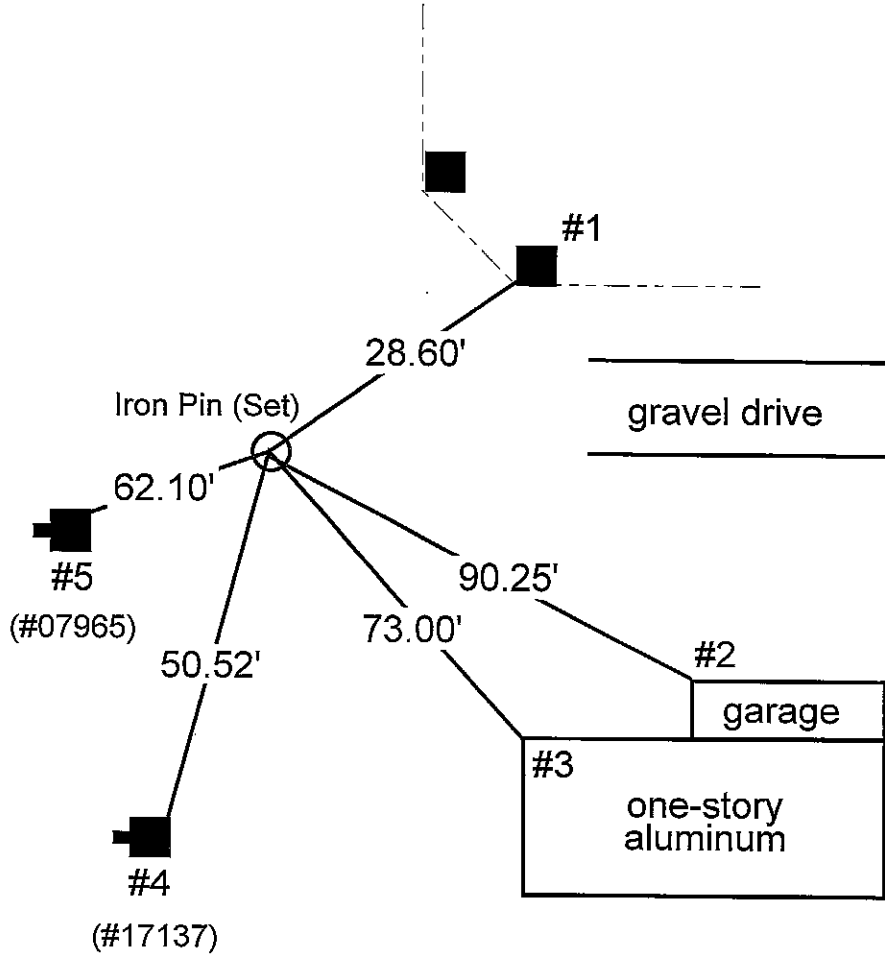 #1
28.60'
Iron Pin (Set)
gravel drive
62.10'
#5
(#07965)
90.25'
73.00'
50.52'
#2
garage
#3
one-story
aluminum
#4
(#17137)